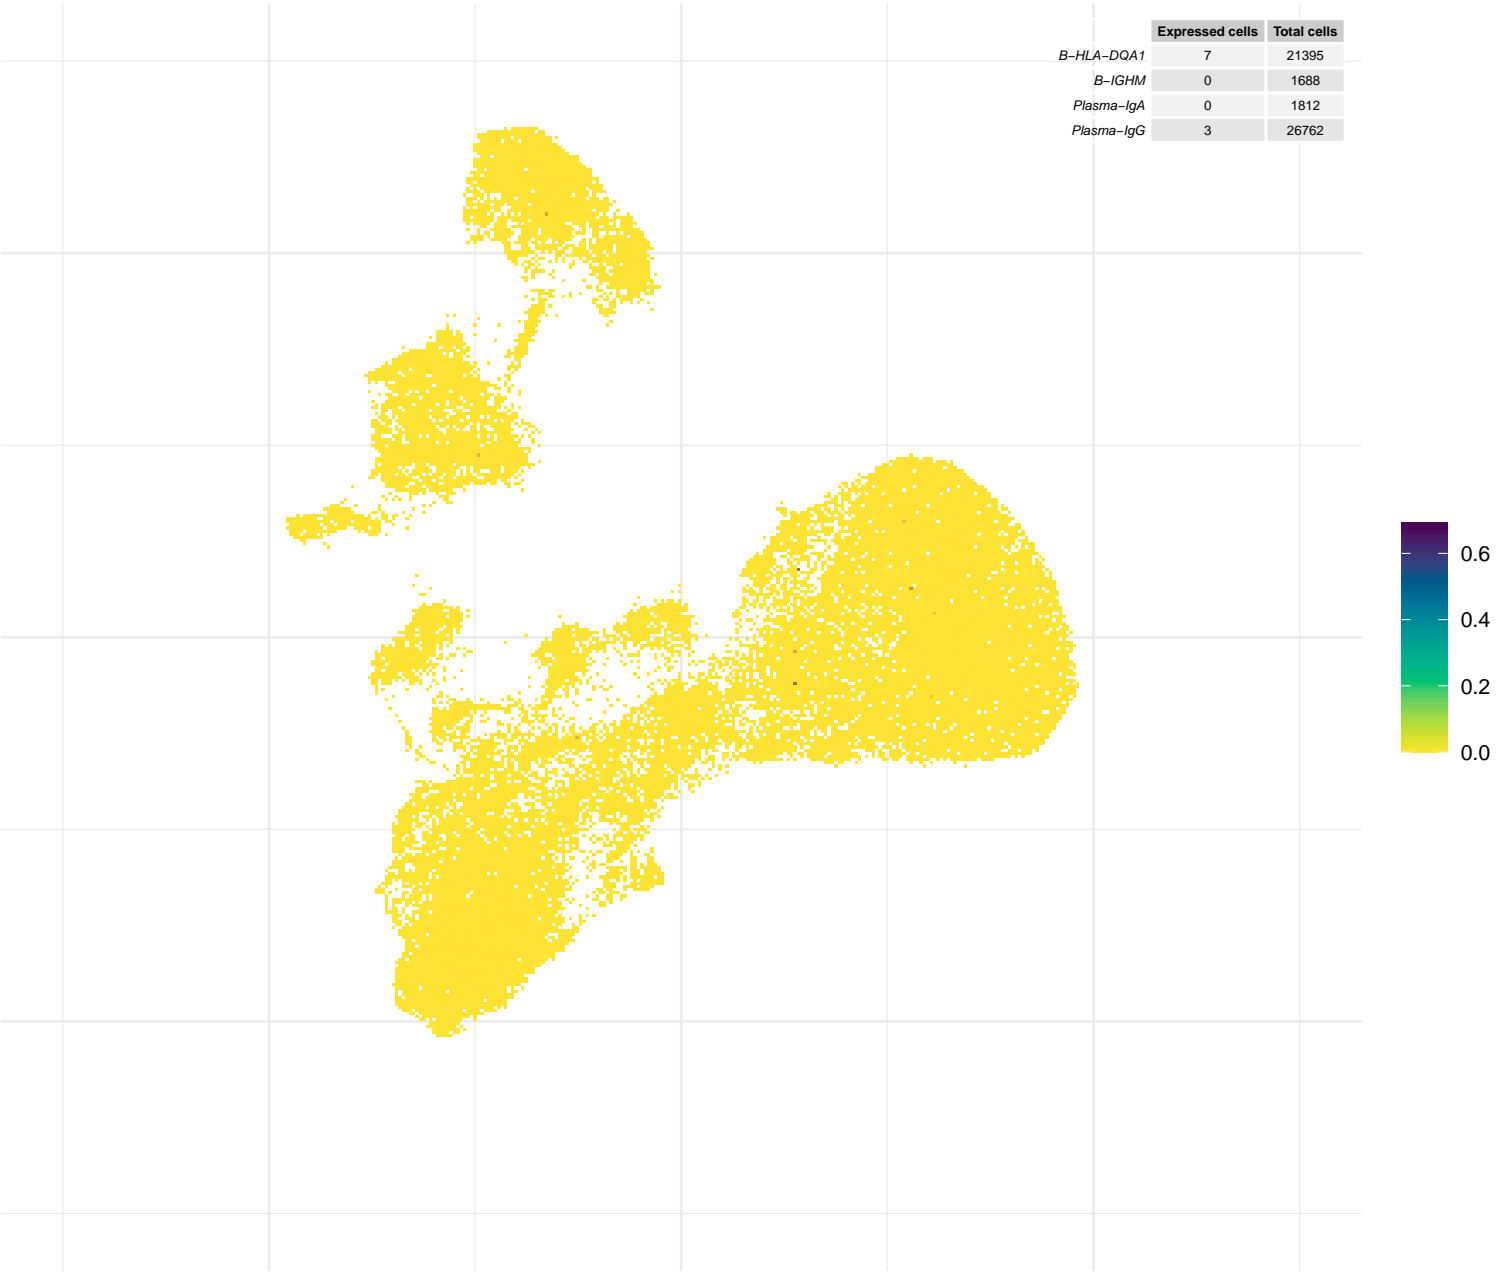 Expressed cells Total cells
B−HLA−DQA1 7 21395
B−IGHM 0 1688
Plasma−IgA 0 1812
Plasma−IgG 3 26762
0.6
0.4
0.2
0.0